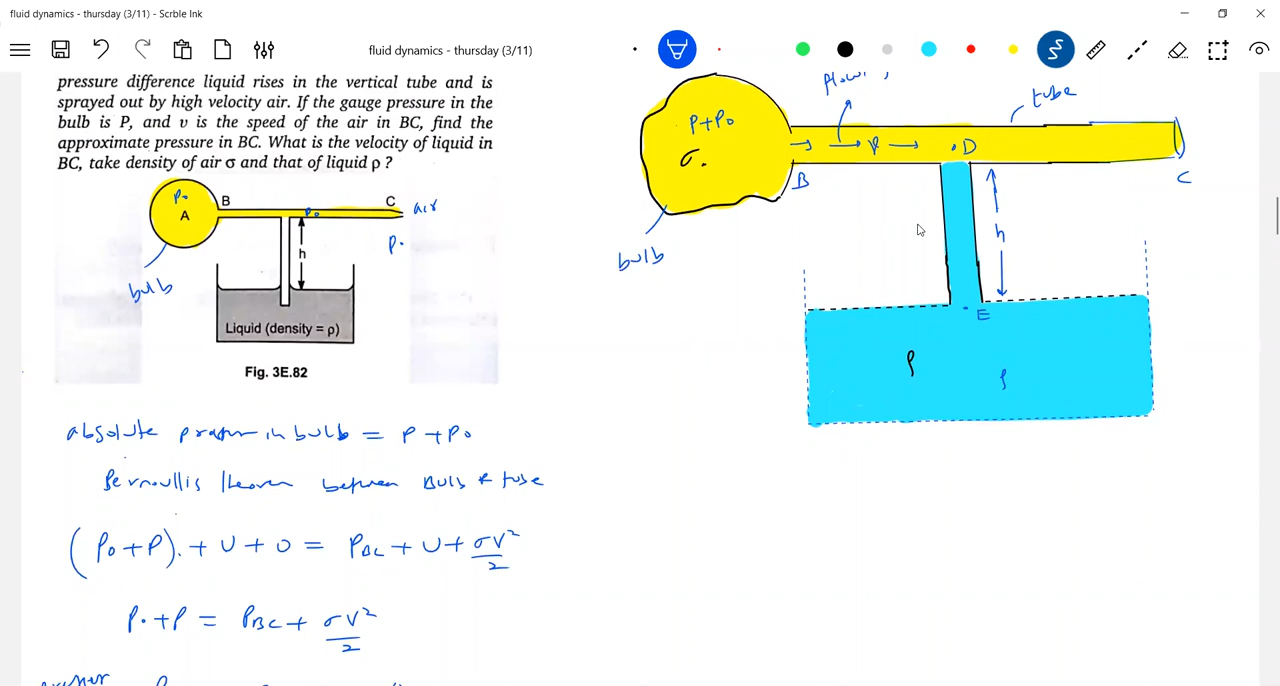 fluid dynamics - thursday (3/11) - Scrble Ink
fluid dynamics - thursday (3/11)
pressure difference liquid rises in the vertical tube and is
sprayed out by high velocity air. If the gauge pressure in the
bulb is P, and v is the speed of the air in BC, find the
approximate pressure in BC. What is the velocity of liquid in
BC, take density of air σ and that of liquid ρ ?
P₀
A
B
P₀
C
air
P₀
h
bulb
Liquid (density = ρ)
Fig. 3E.82
absolute pressure in bulb = P + P₀
Bernoullis theorem between Bulb & tube
(P₀ + P) + U + 0 = P_BC + U + σv²/2
P₀ + P = P_BC + σv²/2
P+P₀
σ.
B
V
D
tube
C
h
bulb
E
ρ
ρ